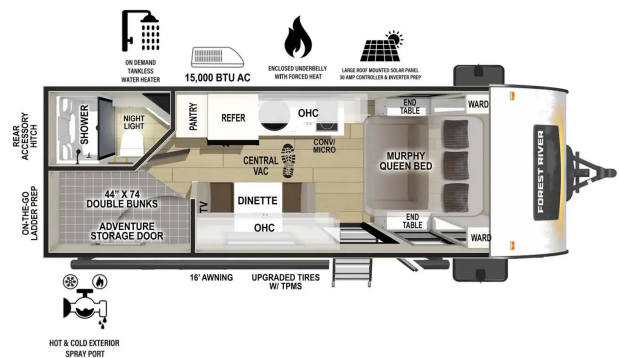 ON DEMAND
TANKLESS
WATER HEATER
15,000 BTU AC
ENCLOSED UNDERBELLY
WITH FORCED HEAT
LARGE ROOF MOUNTED SOLAR PANEL
30 AMP CONTROLLER & INVERTER PREP
REAR
ACCESSORY
HITCH
SHOWER
NIGHT
LIGHT
PANTRY
REFER
OHC
CONV/
MICRO
END
TABLE
WARD
CENTRAL
VAC
MURPHY
QUEEN BED
FOREST RIVER
ON-THE-GO
LADDER PREP
44" X 74
DOUBLE BUNKS
ADVENTURE
STORAGE DOOR
TV
DINETTE
OHC
END
TABLE
WARD
16' AWNING
UPGRADED TIRES
W/ TPMS
HOT & COLD EXTERIOR
SPRAY PORT